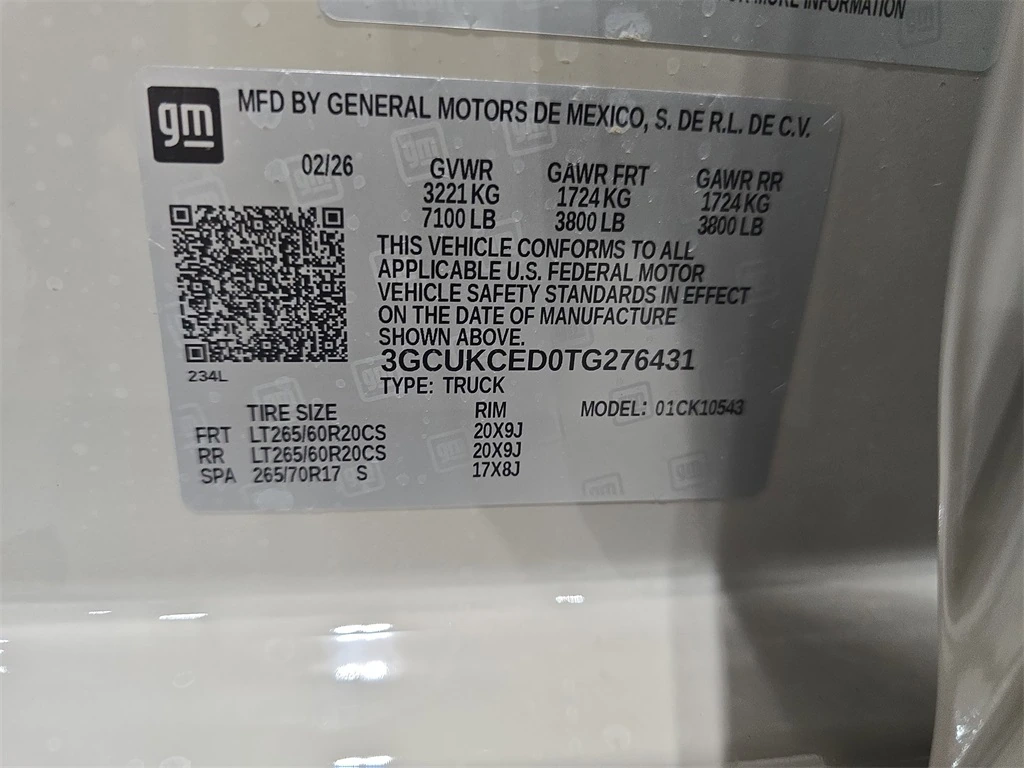 FOR MORE INFORMATION
gm
MFD BY GENERAL MOTORS DE MEXICO, S. DE R.L. DE C.V.
02/26 GVWR GAWR FRT GAWR RR
3221 KG 1724 KG 1724 KG
7100 LB 3800 LB 3800 LB
THIS VEHICLE CONFORMS TO ALL
APPLICABLE U.S. FEDERAL MOTOR
VEHICLE SAFETY STANDARDS IN EFFECT
ON THE DATE OF MANUFACTURE
SHOWN ABOVE.
3GCUKCED0TG276431
234L
TYPE: TRUCK
TIRE SIZE RIM MODEL: 01CK10543
FRT LT265/60R20CS 20X9J
RR LT265/60R20CS 20X9J
SPA 265/70R17 S 17X8J